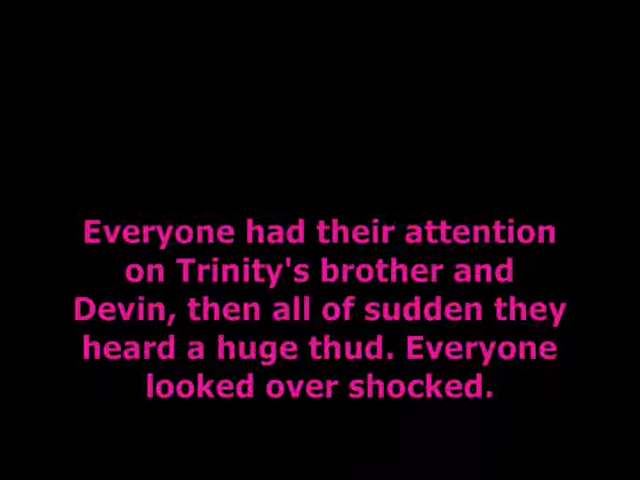 Everyone had their attention
on Trinity's brother and
Devin, then all of sudden they
heard a huge thud. Everyone
looked over shocked.